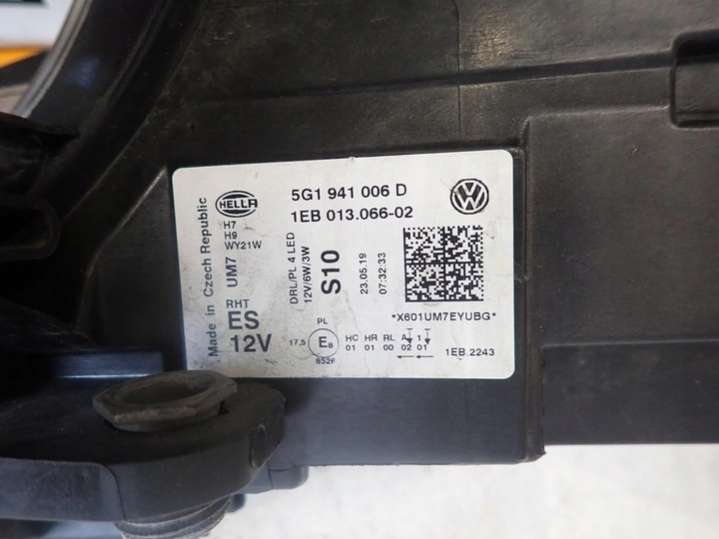 Made in Czech Republic
HELLA
5G1 941 006 D
1EB 013.066-02
H7
H9
WY21W
UM7
RHT
ES
12V
DRL/PL 4 LED
12V/6W/3W
S10
23.05.19
07:32:33
*X601UM7EYUBG*
PL
17,5 E8 HC HR RL A 1
01 01 00 02 01
1EB.2243